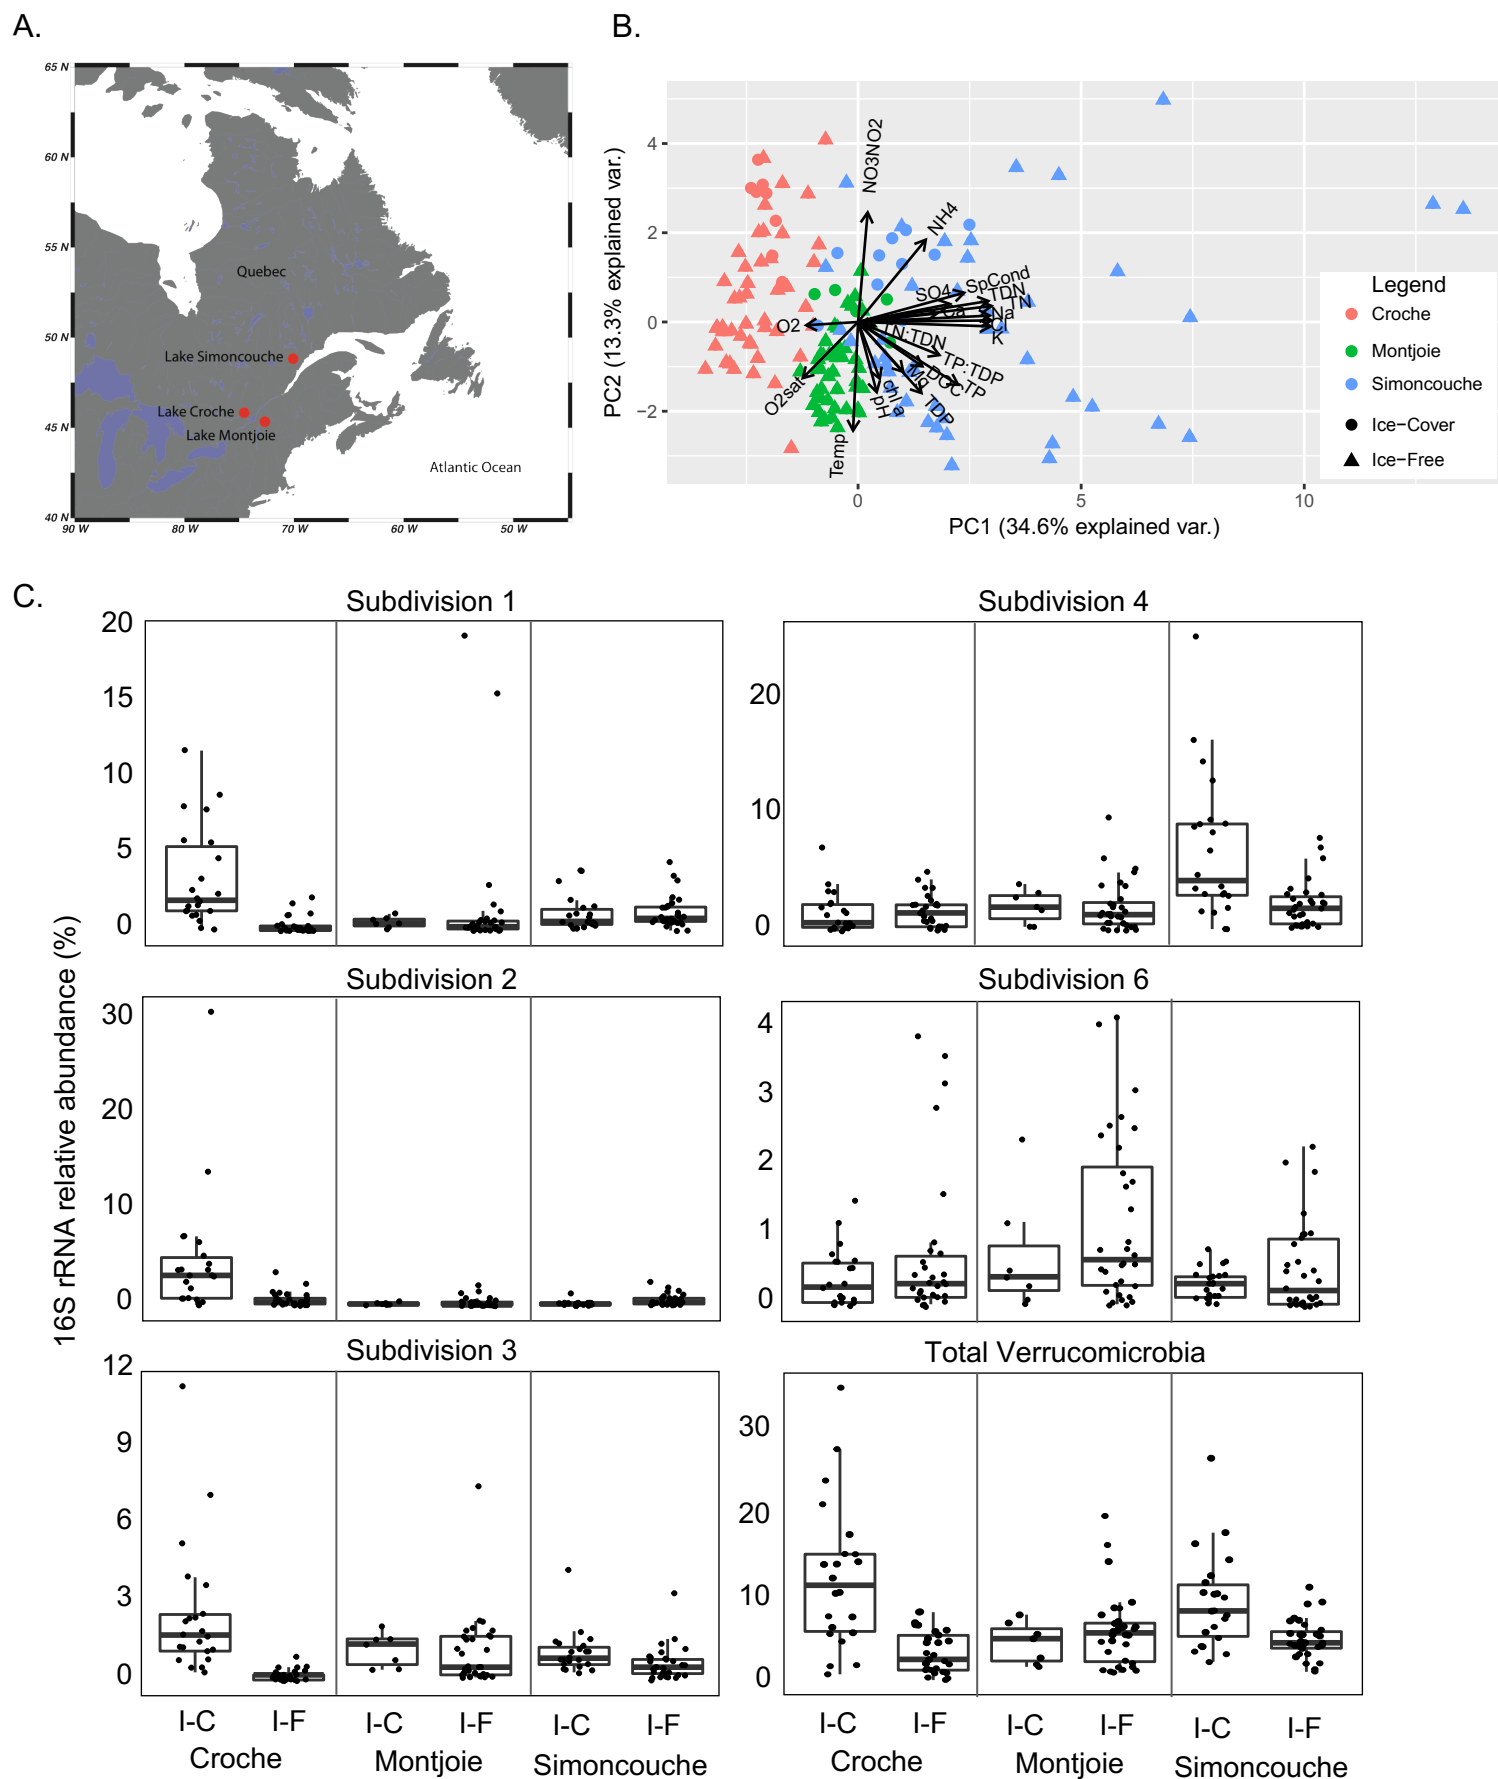 A.
65 N
60 N
55 N
50 N
45 N
40 N
90 W
80 W
70 W
60 W
50 W
Quebec
Lake Simoncouche
Lake Croche
Lake Montjoie
Atlantic Ocean
B.
PC2 (13.3% explained var.)
4
2
0
−2
0
5
10
PC1 (34.6% explained var.)
NO3NO2
NH4
SpCond
SO4
TDN
TN
Ca
Na
Cl
K
O2
TN:TDN
TP:TDP
DOC
TP
Mg
TDP
chl a
pH
O2sat
Temp
Legend
Croche
Montjoie
Simoncouche
Ice−Cover
Ice−Free
C.
16S rRNA relative abundance (%)
Subdivision 1
20
15
10
5
0
Subdivision 4
20
10
0
Subdivision 2
30
20
10
0
Subdivision 6
4
3
2
1
0
Subdivision 3
12
9
6
3
0
Total Verrucomicrobia
30
20
10
0
I-C I-F I-C I-F I-C I-F
Croche Montjoie Simoncouche
I-C I-F I-C I-F I-C I-F
Croche Montjoie Simoncouche